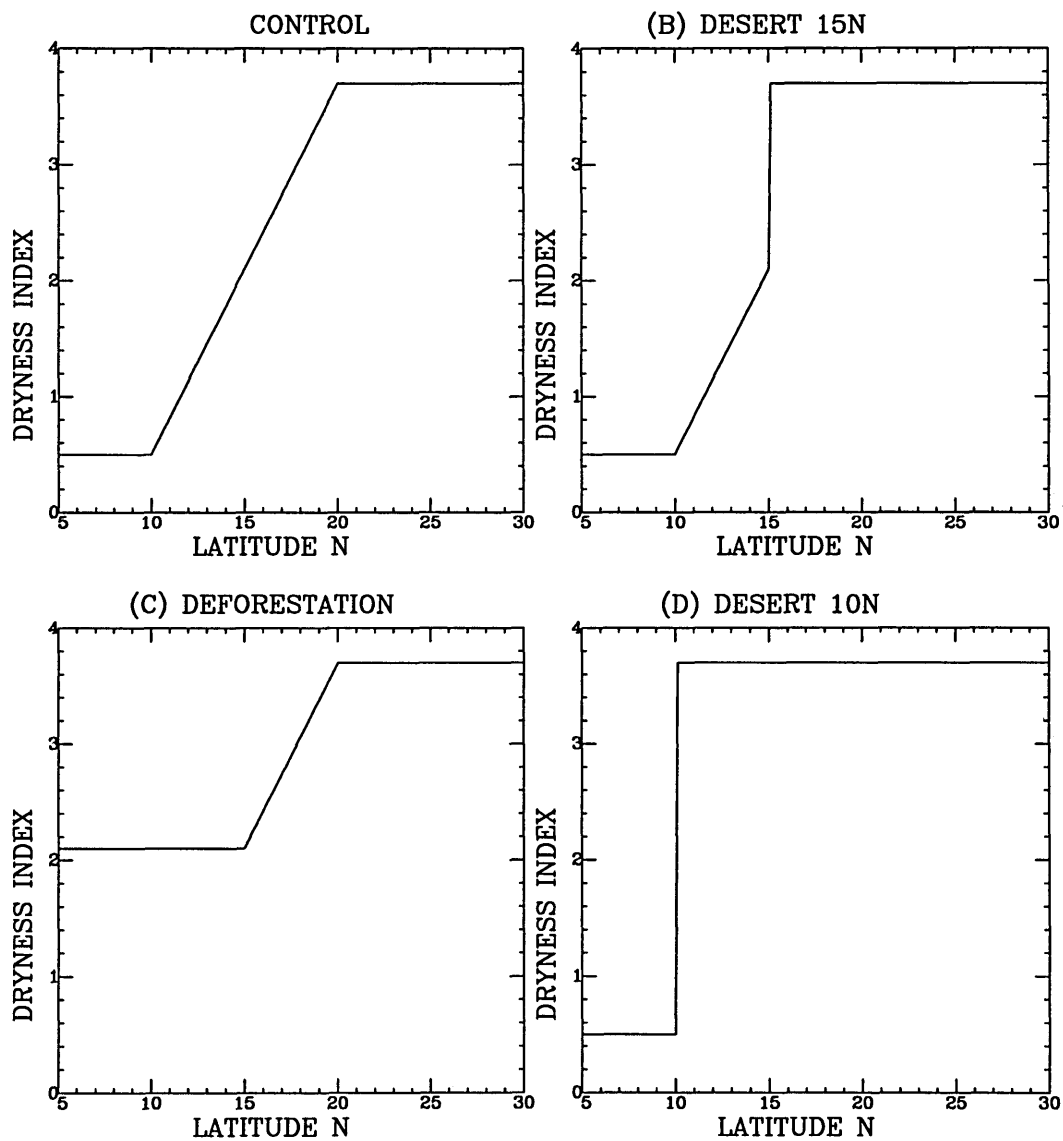 CONTROL
4
3
2
1
0
DRYNESS INDEX
5 10 15 20 25 30
LATITUDE N
(B) DESERT 15N
4
3
2
1
0
DRYNESS INDEX
5 10 15 20 25 30
LATITUDE N
(C) DEFORESTATION
4
3
2
1
0
DRYNESS INDEX
5 10 15 20 25 30
LATITUDE N
(D) DESERT 10N
4
3
2
1
0
DRYNESS INDEX
5 10 15 20 25 30
LATITUDE N